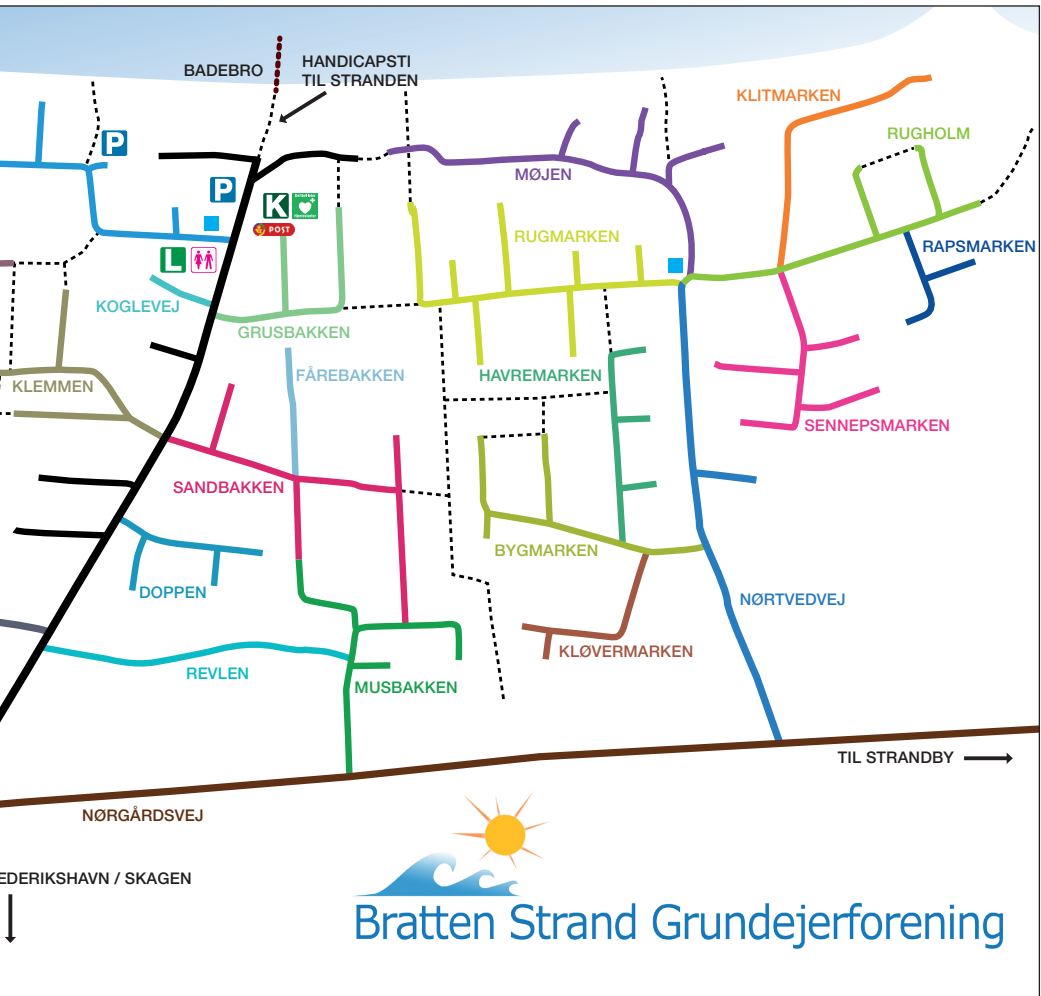 BADEBRO
HANDICAPSTI
TIL STRANDEN
KLITMARKEN
RUGHOLM
P
MØJEN
P
K
POST
RUGMARKEN
RAPSMARKEN
L
KOGLEVEJ
GRUSBAKKEN
FÅREBAKKEN
HAVREMARKEN
KLEMMEN
SENNEPSMARKEN
SANDBAKKEN
BYGMARKEN
DOPPEN
NØRTVEDVEJ
KLØVERMARKEN
REVLEN
MUSBAKKEN
TIL STRANDBY
NØRGÅRDSVEJ
EDERIKSHAVN / SKAGEN
Bratten Strand Grundejerforening